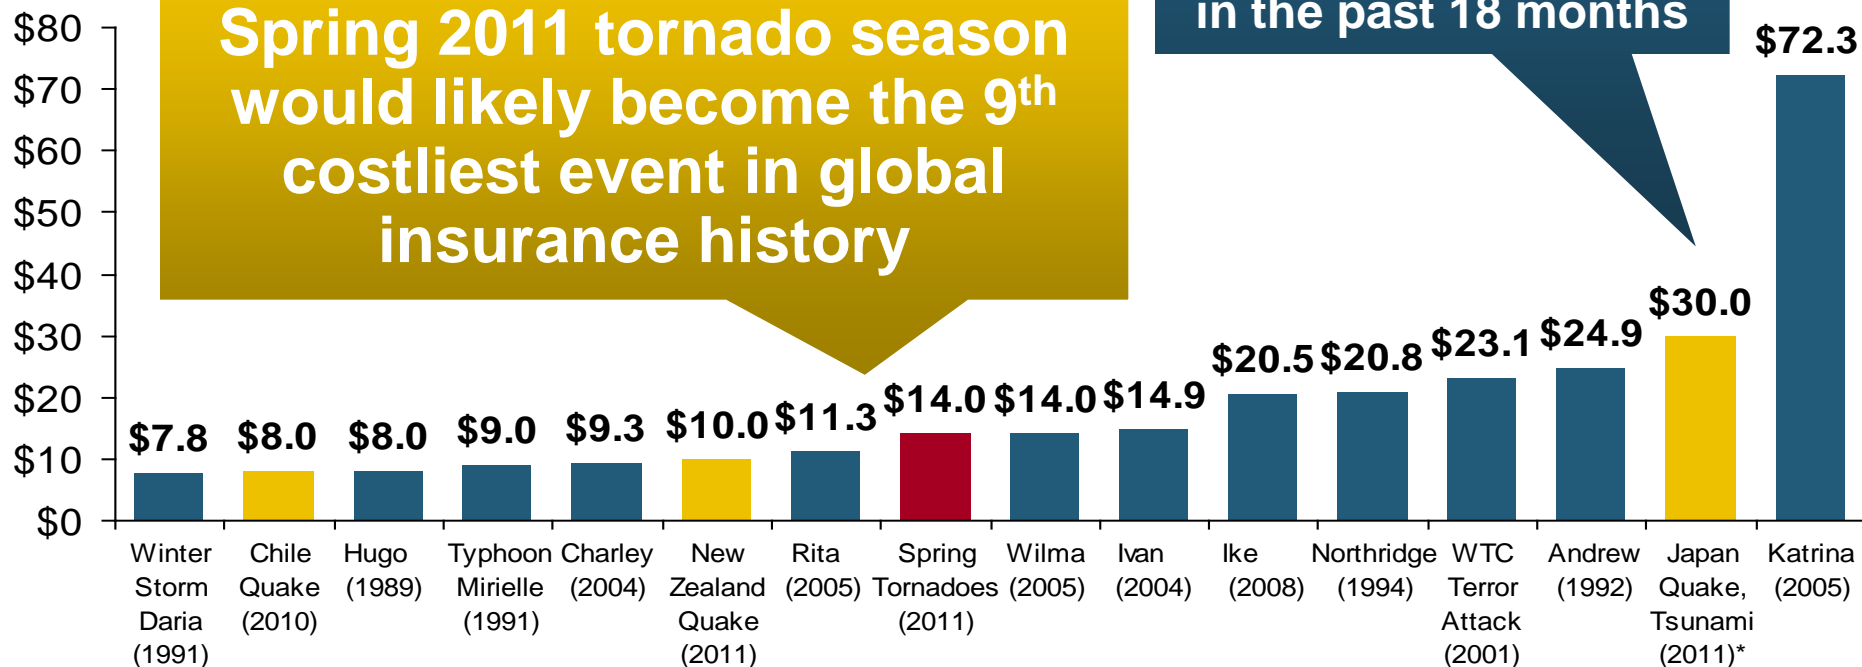 Spring 2011 tornado season
would likely become the 9th
costliest event in global
insurance history
in the past 18 months
$80
$70
$60
$50
$40
$30
$20
$10
$0
$7.8
$8.0
$8.0
$9.0
$9.3
$10.0
$11.3
$14.0
$14.0
$14.9
$20.5
$20.8
$23.1
$24.9
$30.0
$72.3
Winter
Storm
Daria
(1991)
Chile
Quake
(2010)
Hugo
(1989)
Typhoon
Mirielle
(1991)
Charley
(2004)
New
Zealand
Quake
(2011)
Rita
(2005)
Spring
Tornadoes
(2011)
Wilma
(2005)
Ivan
(2004)
Ike
(2008)
Northridge
(1994)
WTC
Terror
Attack
(2001)
Andrew
(1992)
Japan
Quake,
Tsunami
(2011)*
Katrina
(2005)